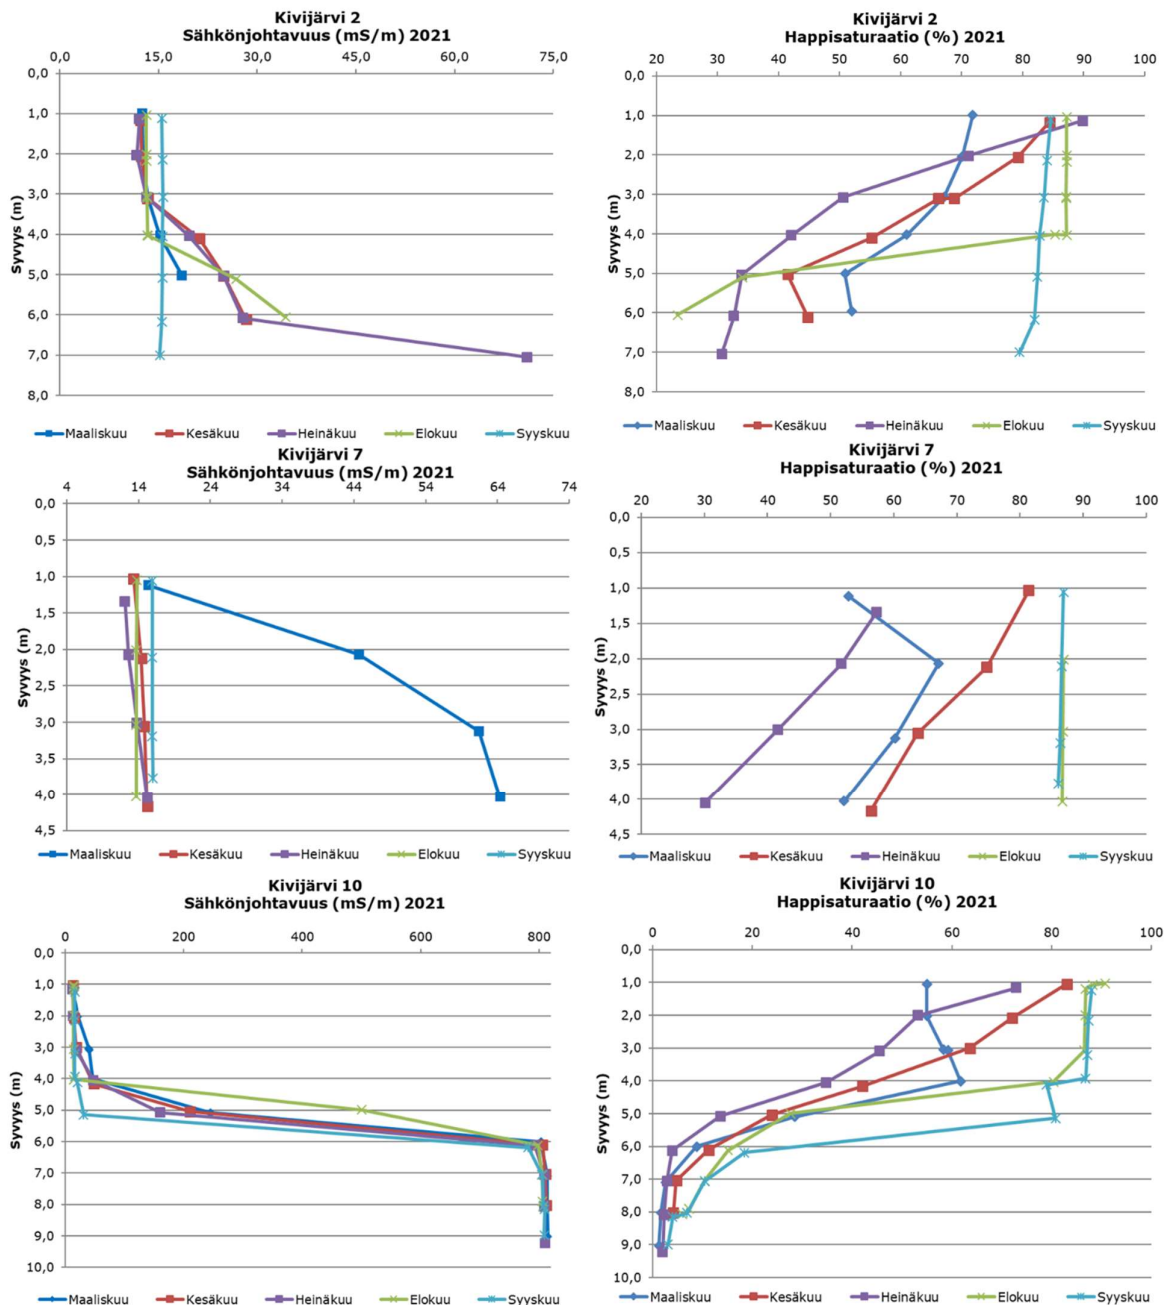 Kivijärvi 2
Sähkönjohtavuus (mS/m) 2021
0,0 15,0 30,0 45,0 60,0 75,0
0,0
1,0
2,0
3,0
4,0
5,0
6,0
7,0
8,0
Syvyys (m)
Maaliskuu Kesäkuu Heinäkuu Elokuu Syyskuu
Kivijärvi 2
Happisaturaatio (%) 2021
20 30 40 50 60 70 80 90 100
0,0
1,0
2,0
3,0
4,0
5,0
6,0
7,0
8,0
Syvyys (m)
Maaliskuu Kesäkuu Heinäkuu Elokuu Syyskuu
Kivijärvi 7
Sähkönjohtavuus (mS/m) 2021
4 14 24 34 44 54 64 74
0,0
0,5
1,0
1,5
2,0
2,5
3,0
3,5
4,0
4,5
Syvyys (m)
Maaliskuu Kesäkuu Heinäkuu Elokuu Syyskuu
Kivijärvi 7
Happisaturaatio (%) 2021
20 30 40 50 60 70 80 90 100
0,0
0,5
1,0
1,5
2,0
2,5
3,0
3,5
4,0
4,5
Syvyys (m)
Maaliskuu Kesäkuu Heinäkuu Elokuu Syyskuu
Kivijärvi 10
Sähkönjohtavuus (mS/m) 2021
0 200 400 600 800
0,0
1,0
2,0
3,0
4,0
5,0
6,0
7,0
8,0
9,0
10,0
Syvyys (m)
Maaliskuu Kesäkuu Heinäkuu Elokuu Syyskuu
Kivijärvi 10
Happisaturaatio (%) 2021
0 20 40 60 80 100
0,0
1,0
2,0
3,0
4,0
5,0
6,0
7,0
8,0
9,0
10,0
Syvyys (m)
Maaliskuu Kesäkuu Heinäkuu Elokuu Syyskuu